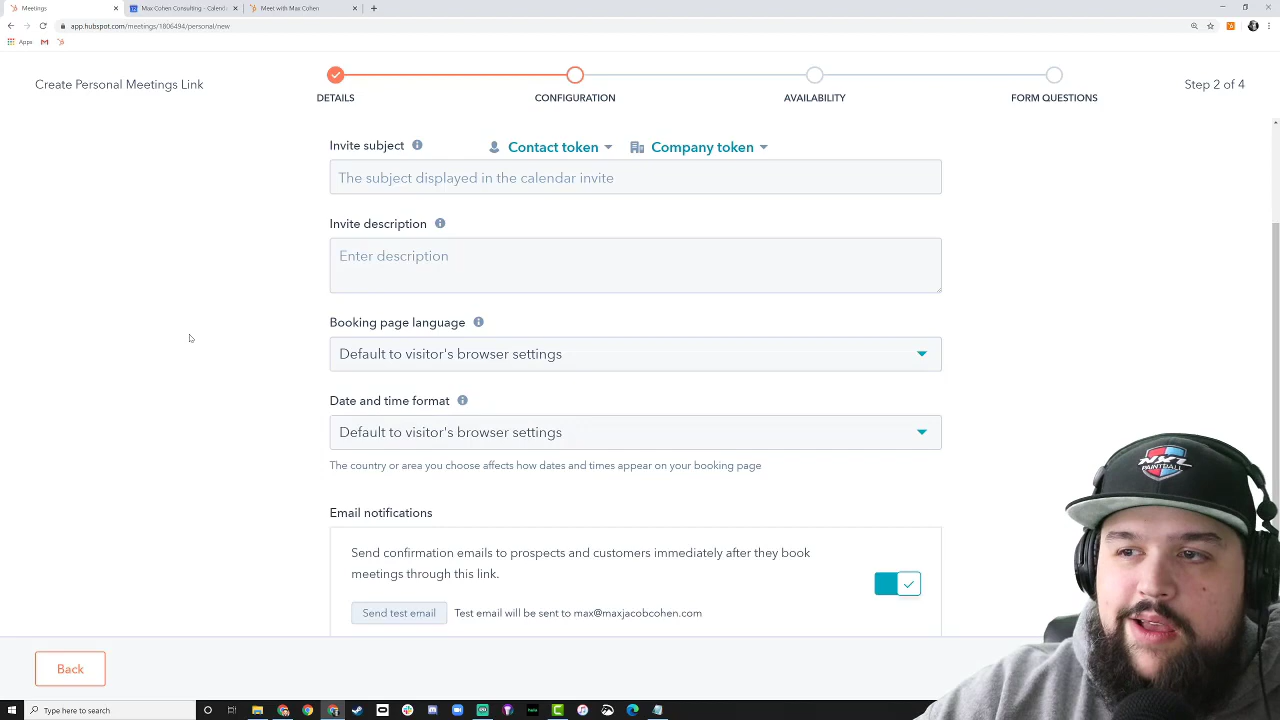 Meetings
Max Cohen Consulting - Calenda
Meet with Max Cohen
app.hubspot.com/meetings/1806494/personal/new
Apps
Create Personal Meetings Link
DETAILS
CONFIGURATION
AVAILABILITY
FORM QUESTIONS
Step 2 of 4
Invite subject
Contact token
Company token
The subject displayed in the calendar invite
Invite description
Enter description
Booking page language
Default to visitor's browser settings
Date and time format
Default to visitor's browser settings
The country or area you choose affects how dates and times appear on your booking page
Email notifications
Send confirmation emails to prospects and customers immediately after they book
meetings through this link.
Send test email
Test email will be sent to max@maxjacobcohen.com
Back
Type here to search
hulu
NXL
PAINTBALL